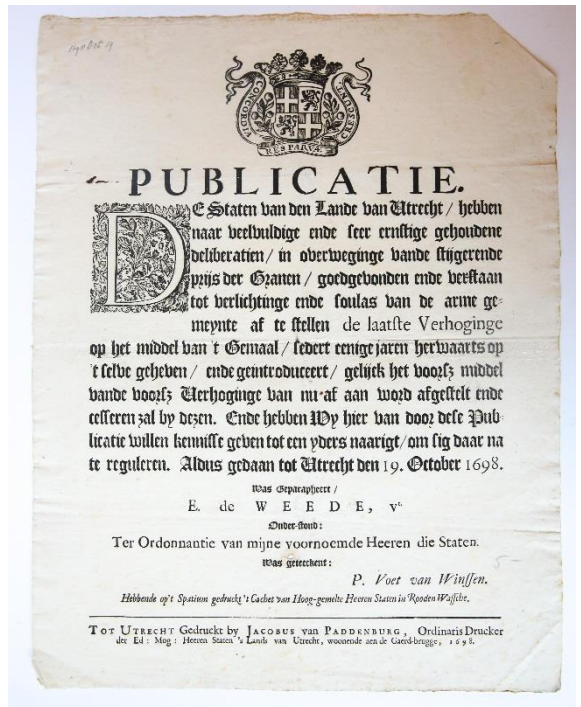 CONCORDIA
RES PARVÆ
CRESCUNT.
PUBLICATIE.
DE Staten van den Lande van Utrecht / hebben
naar veelvuldige ende seer ernstige gehoudene
deliberatien / in overweginge vande stijgerende
prijs der Granen / goedgevonden ende verstaan
tot verlichtinge ende soulas van de arme ge-
meynte af te stellen de laatste Verhoginge
op het middel van 't Gemaal / sedert eenige jaren herwaarts op
't selve geheven / ende geintroduceert / gelijck het voorsz middel
vande voorsz Verhoginge van nu af aan word afgestelt ende
cesseren zal by dezen. Ende hebben Wy hier van door dese Pub-
licatie willen kennisse geven tot een yders naarigt / om sig daar na
te reguleren. Aldus gedaan tot Utrecht den 19. October 1698.
Was Geparapheert /
E. de WEEDE, vt.
Onder-stond:
Ter Ordonnantie van mijne voornoemde Heeren die Staten.
Was geteeckent:
P. Voet van Winssen.
Hebbende op't Spatium gedruckt 't Cachet van Hoog-gemelte Heeren Staten in Rooden Wassche.
TOT UTRECHT Gedruckt by JACOBUS van PADDENBURG, Ordinaris Drucker
der Ed: Mog: Heeren Staten 's Lands van Utrecht, woonende aen de Gaerd-brugge, 1698.